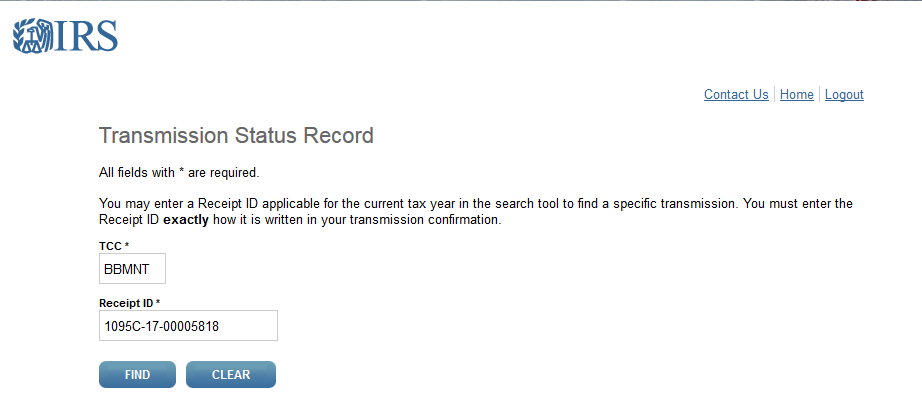 IRS
Contact Us Home Logout
Transmission Status Record
All fields with * are required.
You may enter a Receipt ID applicable for the current tax year in the search tool to find a specific transmission. You must enter the
Receipt ID exactly how it is written in your transmission confirmation.
TCC *
BBMNT
Receipt ID *
1095C-17-00005818
FIND CLEAR